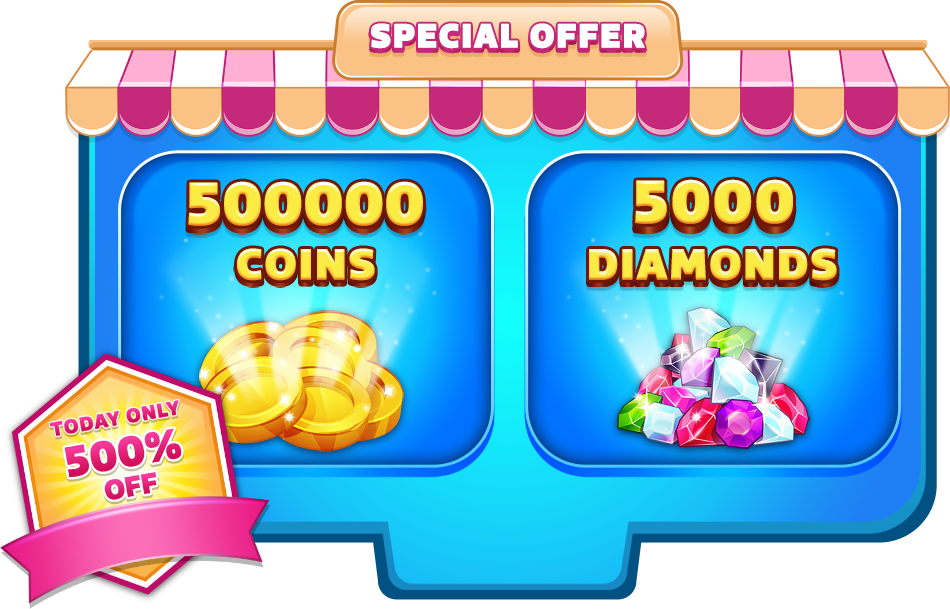 SPECIAL OFFER
500000
COINS
5000
DIAMONDS
TODAY ONLY
500%
OFF